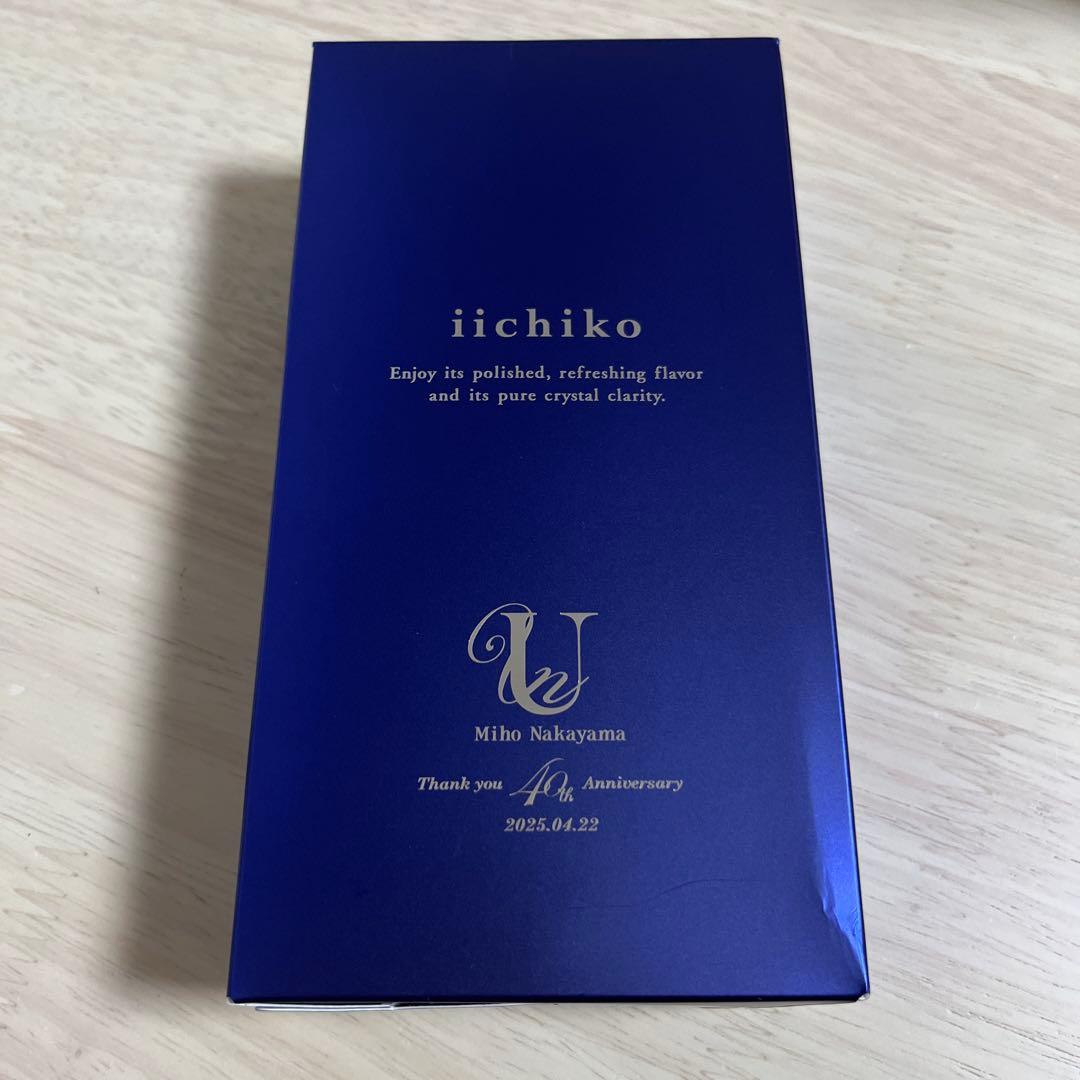 iichiko
Enjoy its polished, refreshing flavor
and its pure crystal clarity.
Miho Nakayama
Thank you 40th Anniversary
2025.04.22